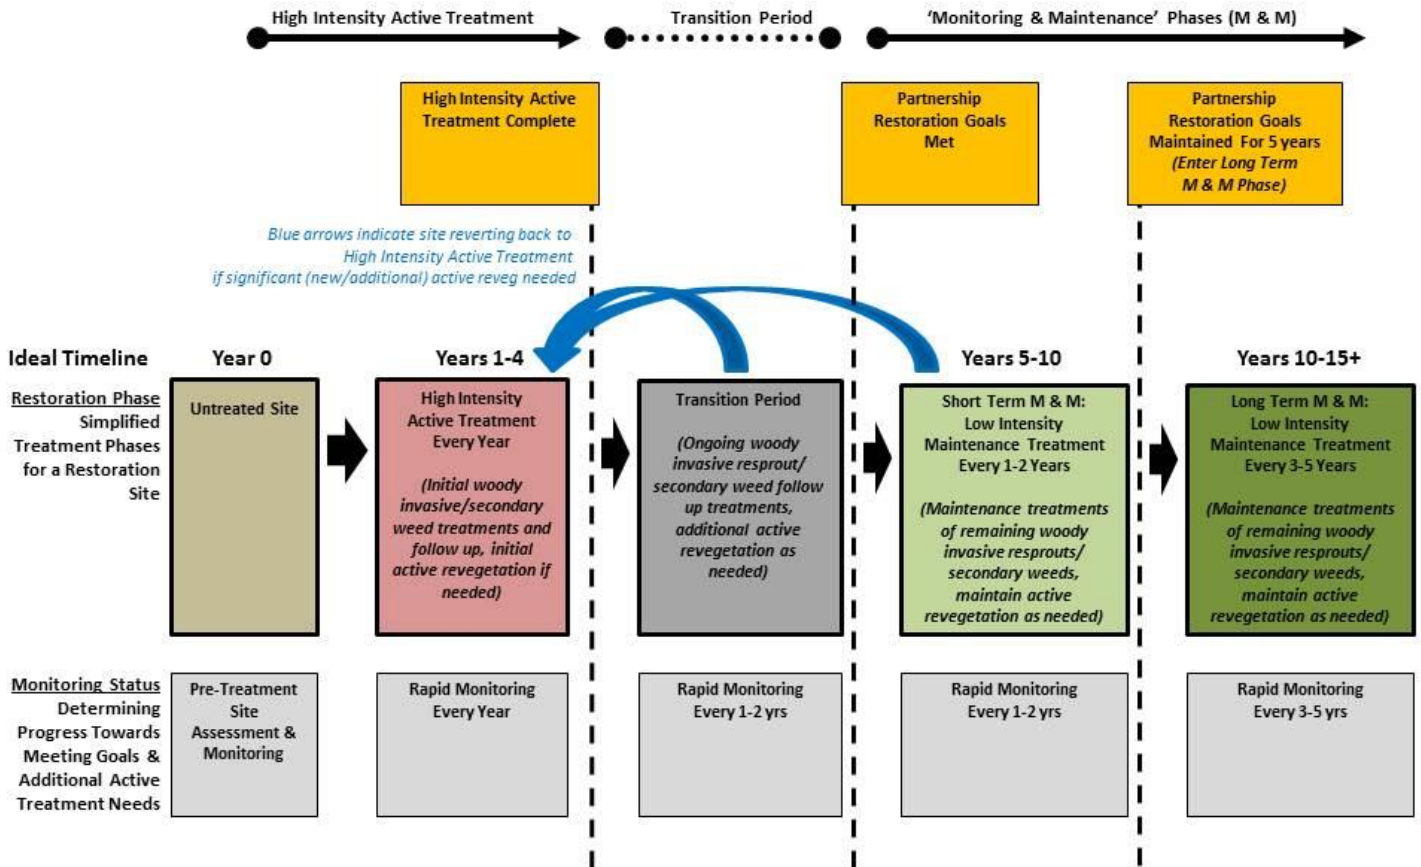 High Intensity Active Treatment
Transition Period
‘Monitoring & Maintenance’ Phases (M & M)
High Intensity Active
Treatment Complete
Partnership
Restoration Goals
Met
Partnership
Restoration Goals
Maintained For 5 years
(Enter Long Term
M & M Phase)
Blue arrows indicate site reverting back to
High Intensity Active Treatment
if significant (new/additional) active reveg needed
Ideal Timeline
Year 0
Years 1-4
Years 5-10
Years 10-15+
Restoration Phase
Simplified
Treatment Phases
for a Restoration
Site
Untreated Site
High Intensity
Active Treatment
Every Year
(Initial woody
invasive/secondary
weed treatments and
follow up, initial
active revegetation if
needed)
Transition Period
(Ongoing woody
invasive resprout/
secondary weed follow
up treatments,
additional active
revegetation as
needed)
Short Term M & M:
Low Intensity
Maintenance Treatment
Every 1-2 Years
(Maintenance treatments
of remaining woody
invasive resprouts/
secondary weeds,
maintain active
revegetation as needed)
Long Term M & M:
Low Intensity
Maintenance Treatment
Every 3-5 Years
(Maintenance treatments
of remaining woody
invasive resprouts/
secondary weeds,
maintain active
revegetation as needed)
Monitoring Status
Determining
Progress Towards
Meeting Goals &
Additional Active
Treatment Needs
Pre-Treatment
Site
Assessment &
Monitoring
Rapid Monitoring
Every Year
Rapid Monitoring
Every 1-2 yrs
Rapid Monitoring
Every 1-2 yrs
Rapid Monitoring
Every 3-5 yrs